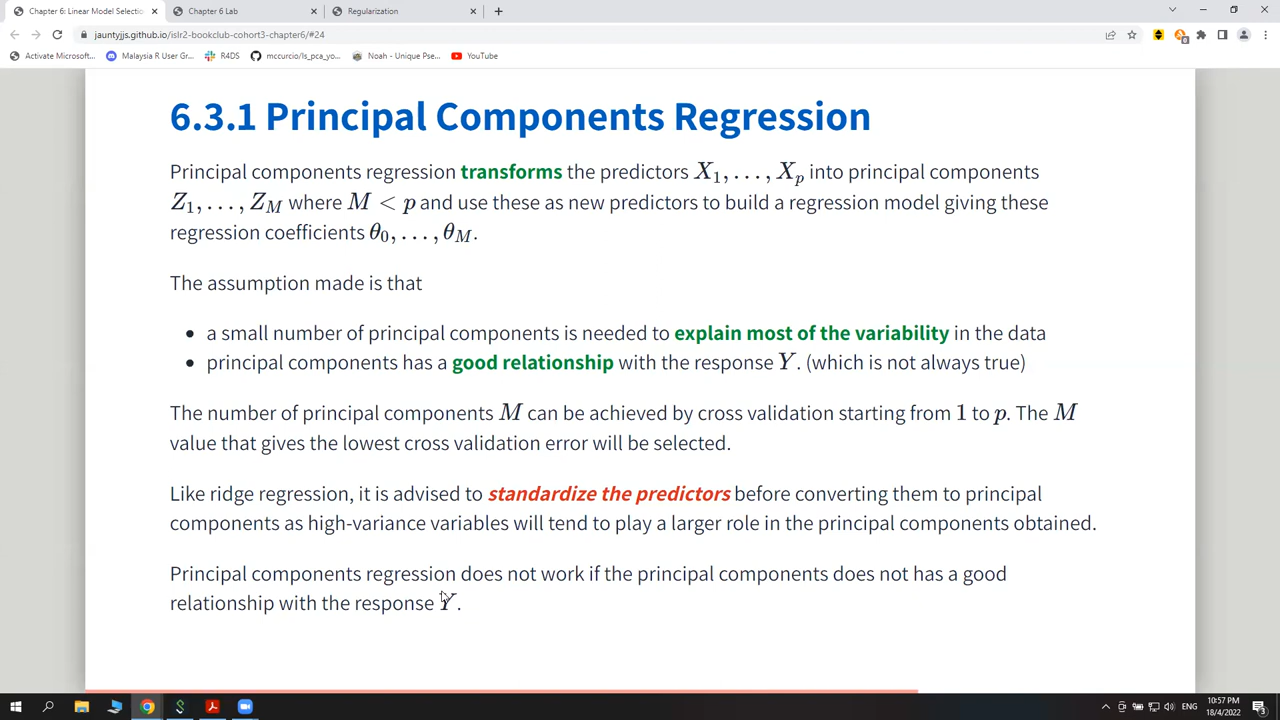 Chapter 6: Linear Model Selectio
Chapter 6 Lab
Regularization
jauntyjjs.github.io/islr2-bookclub-cohort3-chapter6/#24
Activate Microsoft...
Malaysia R User Gr...
R4DS
mccurcio/ls_pca_yo...
Noah - Unique Pse...
YouTube
6.3.1 Principal Components Regression
Principal components regression transforms the predictors X₁, . . . , Xₚ into principal components
Z₁, . . . , Z_M where M < p and use these as new predictors to build a regression model giving these
regression coefficients θ₀, . . . , θ_M.
The assumption made is that
• a small number of principal components is needed to explain most of the variability in the data
• principal components has a good relationship with the response Y. (which is not always true)
The number of principal components M can be achieved by cross validation starting from 1 to p. The M
value that gives the lowest cross validation error will be selected.
Like ridge regression, it is advised to standardize the predictors before converting them to principal
components as high-variance variables will tend to play a larger role in the principal components obtained.
Principal components regression does not work if the principal components does not has a good
relationship with the response Y.
ENG
10:57 PM
18/4/2022